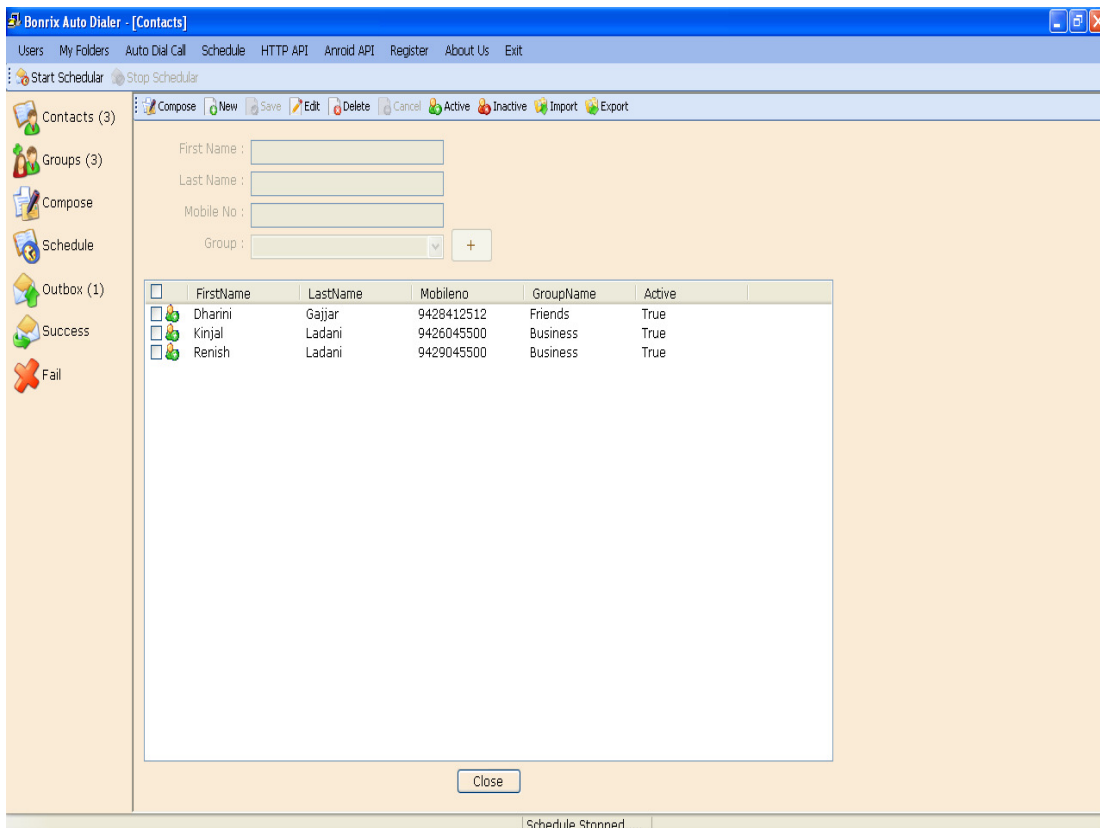 Bonrix Auto Dialer - [Contacts]
Users My Folders Auto Dial Call Schedule HTTP API Anroid API Register About Us Exit
Start Schedular Stop Schedular
Contacts (3)
Groups (3)
Compose
Schedule
Outbox (1)
Success
Fail
Compose New Save Edit Delete Cancel Active Inactive Import Export
First Name :
Last Name :
Mobile No :
Group : +
FirstName LastName Mobileno GroupName Active
Dharini Gajjar 9428412512 Friends True
Kinjal Ladani 9426045500 Business True
Renish Ladani 9429045500 Business True
Close
Schedule Stopped